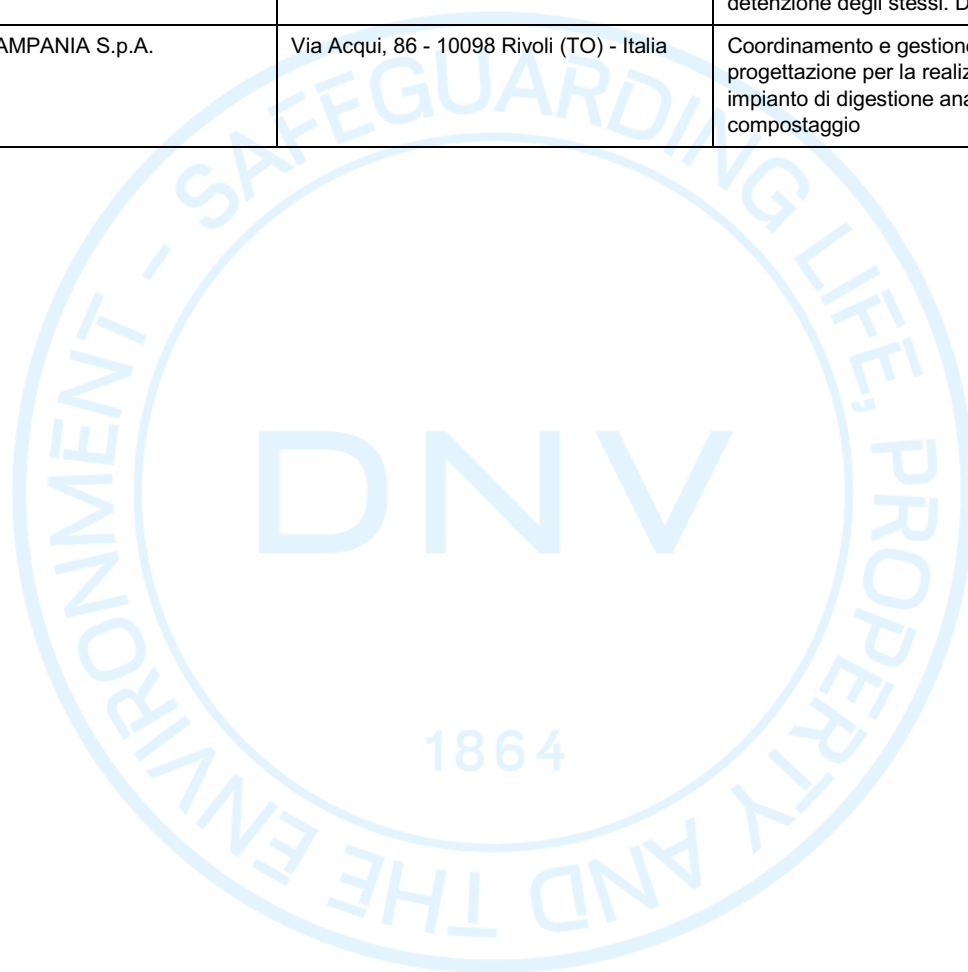 detenzione degli stessi. D
AMPANIA S.p.A.
Via Acqui, 86 - 10098 Rivoli (TO) - Italia
Coordinamento e gestione
progettazione per la realiz
impianto di digestione ana
compostaggio
SAFEGUARDING LIFE, PROPERTY AND THE ENVIRONMENT -
DNV
1864